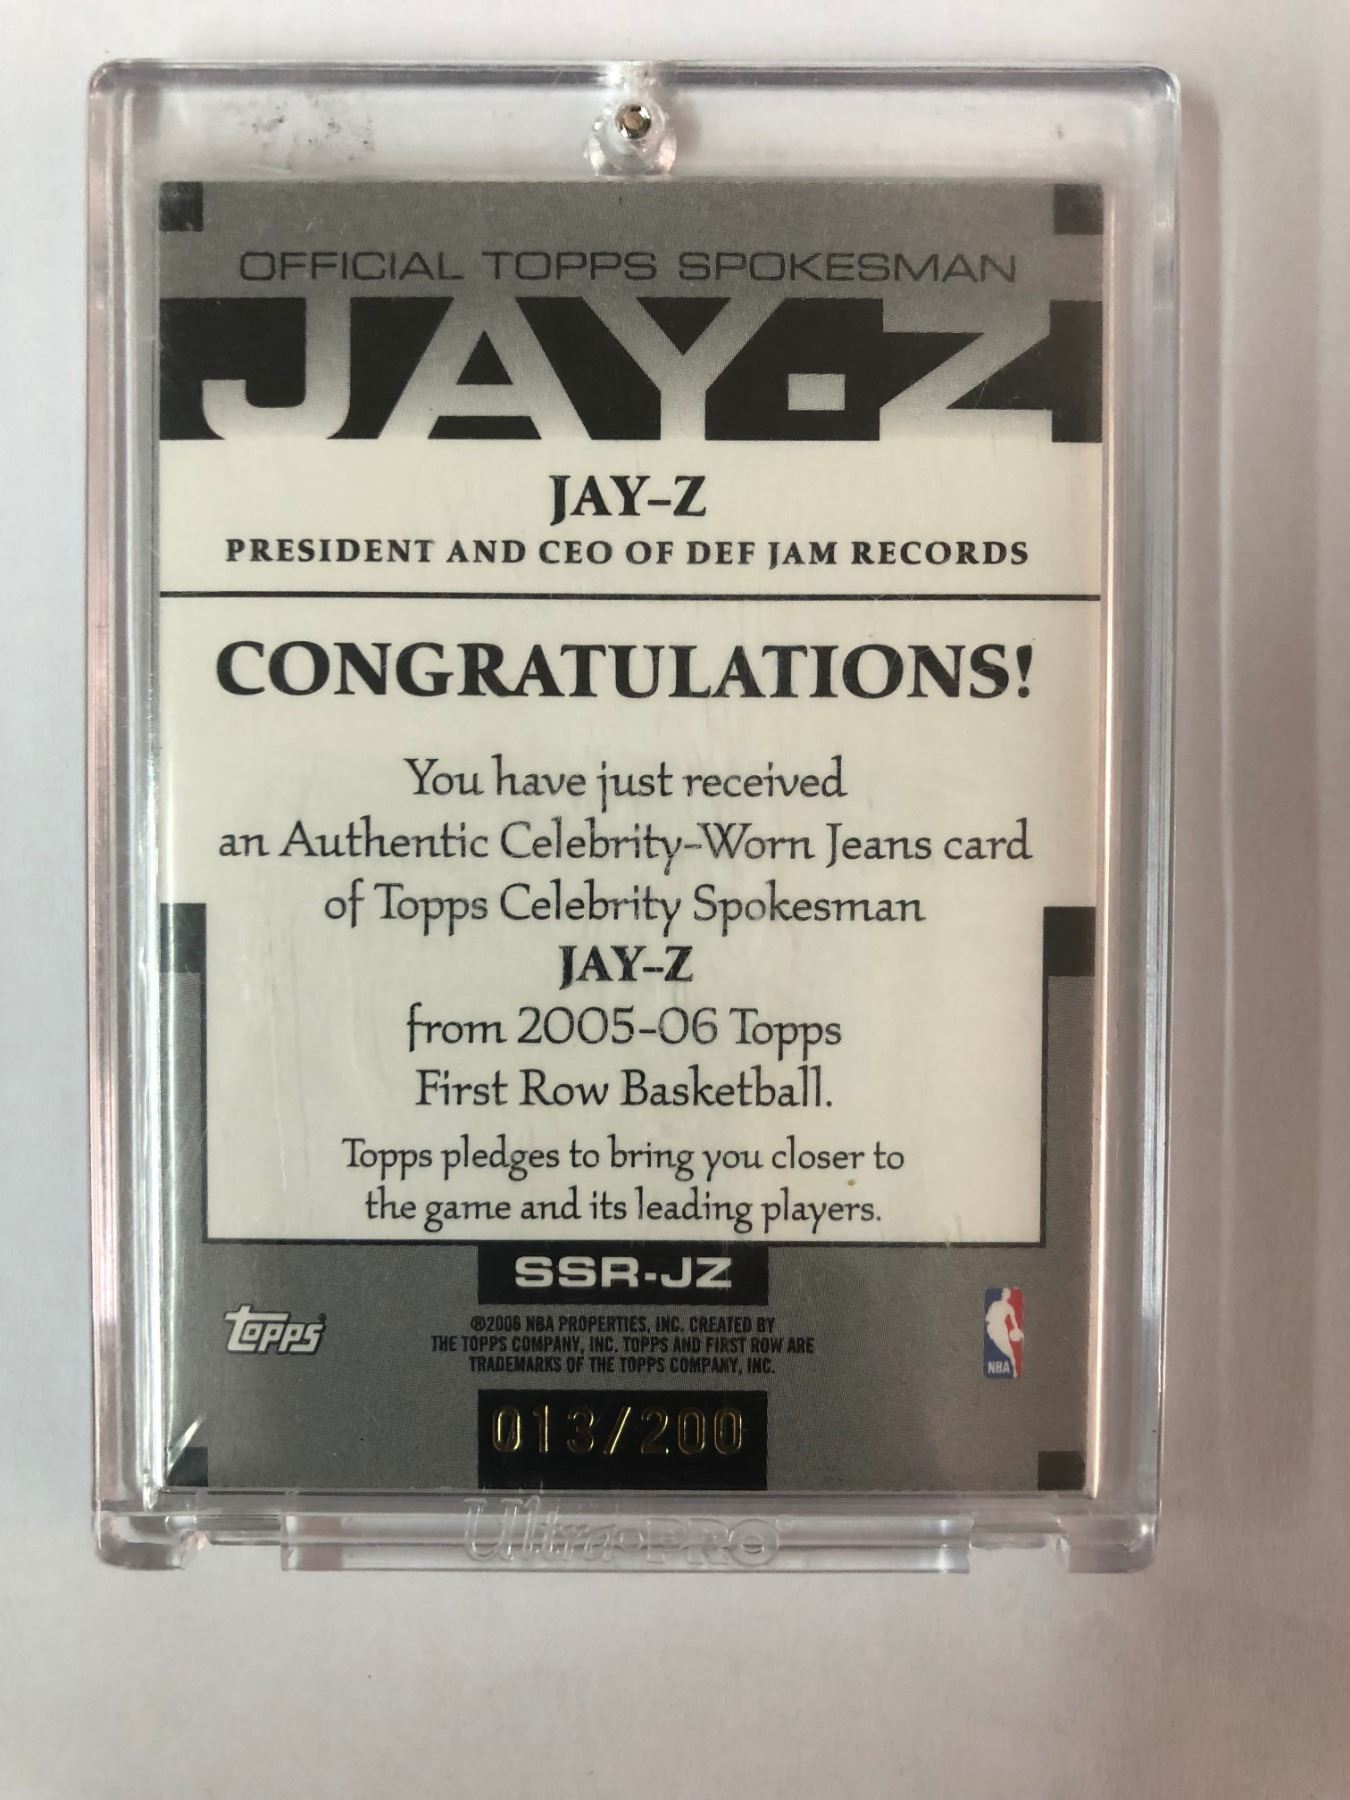 OFFICIAL TOPPS SPOKESMAN
JAY-Z
JAY-Z
PRESIDENT AND CEO OF DEF JAM RECORDS
CONGRATULATIONS!
You have just received
an Authentic Celebrity-Worn Jeans card
of Topps Celebrity Spokesman
JAY-Z
from 2005-06 Topps
First Row Basketball.
Topps pledges to bring you closer to
the game and its leading players.
SSR-JZ
Topps
®2006 NBA PROPERTIES, INC. CREATED BY
THE TOPPS COMPANY, INC. TOPPS AND FIRST ROW ARE
TRADEMARKS OF THE TOPPS COMPANY, INC.
NBA
013/200
Ultra·PRO